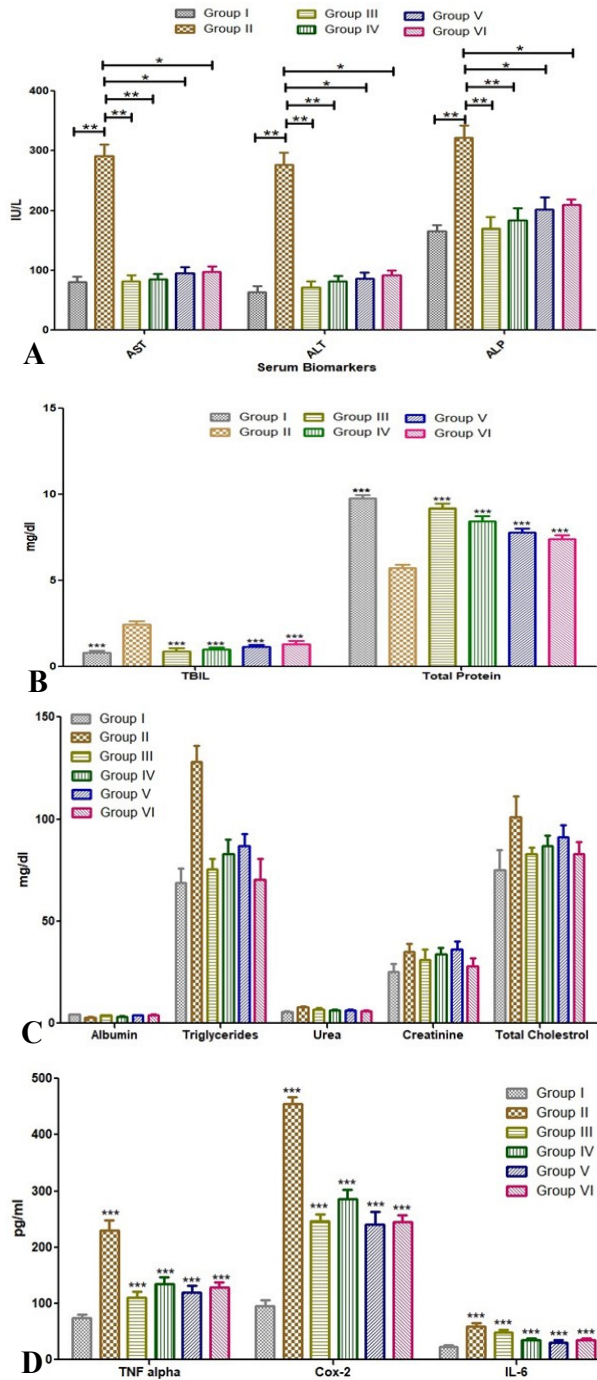 Group I Group III Group V
Group II Group IV Group VI
*
*
*
*
*
*
**
**
**
**
**
**
**
**
**
400
300
200
100
0
IU/L
AST ALT ALP
Serum Biomarkers
A
Group I Group III Group V
Group II Group IV Group VI
15
10
5
0
mg/dl
*** *** *** *** ***
*** *** *** *** ***
TBIL Total Protein
B
Group I
Group II
Group III
Group IV
Group V
Group VI
150
100
50
0
mg/dl
Albumin Triglycerides Urea Creatinine Total Cholestrol
C
Group I
Group II
Group III
Group IV
Group V
Group VI
500
400
300
200
100
0
pg/ml
*** *** *** *** ***
*** *** *** *** ***
*** *** *** *** ***
TNF alpha Cox-2 IL-6
D